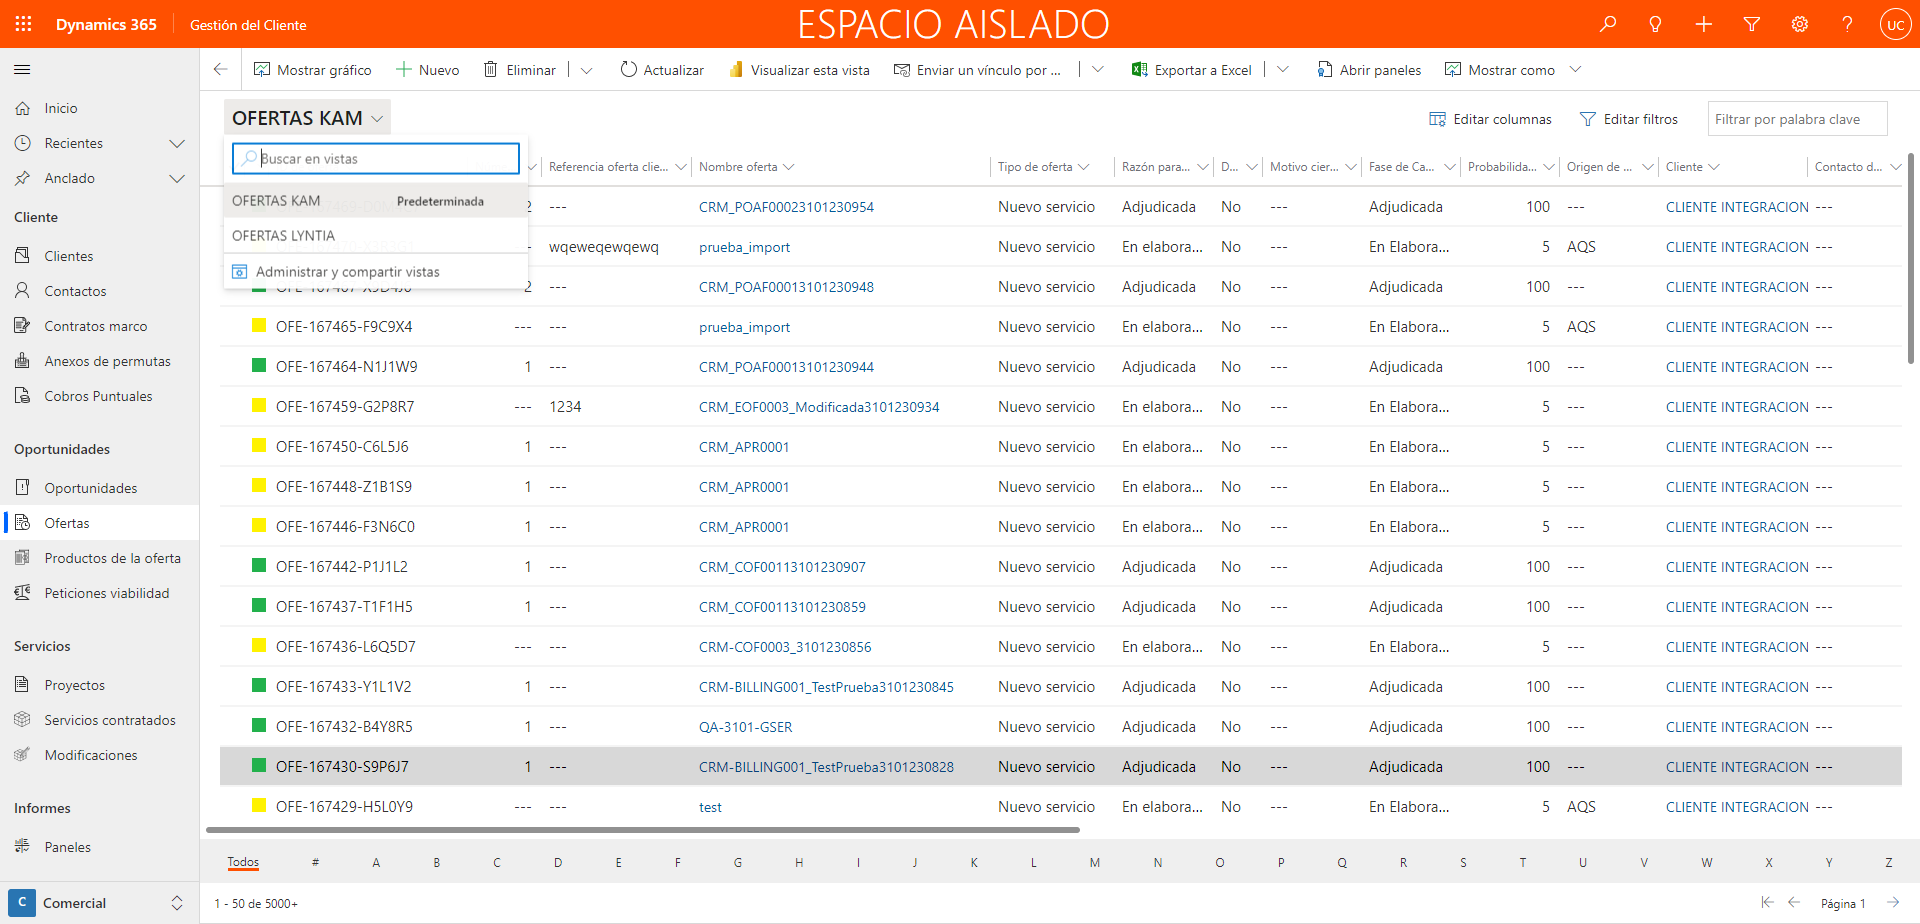 Dynamics 365 Gestión del Cliente ESPACIO AISLADO UC
Mostrar gráfico Nuevo Eliminar Actualizar Visualizar esta vista Enviar un vínculo por ... Exportar a Excel Abrir paneles Mostrar como
Inicio
Recientes
Anclado
Cliente
Clientes
Contactos
Contratos marco
Anexos de permutas
Cobros Puntuales
Oportunidades
Oportunidades
Ofertas
Productos de la oferta
Peticiones viabilidad
Servicios
Proyectos
Servicios contratados
Modificaciones
Informes
Paneles
C Comercial
OFERTAS KAM Editar columnas Editar filtros Filtrar por palabra clave
Buscar en vistas
OFERTAS KAM Predeterminada
OFERTAS LYNTIA
Administrar y compartir vistas
Referencia oferta clie... Nombre oferta Tipo de oferta Razón para... D... Motivo cier... Fase de Ca... Probabilida... Origen de ... Cliente Contacto d...
2 --- CRM_POAF00023101230954 Nuevo servicio Adjudicada No --- Adjudicada 100 --- CLIENTE INTEGRACION ---
wqeweqewqewq prueba_import Nuevo servicio En elabora... No --- En Elabora... 5 AQS CLIENTE INTEGRACION ---
2 --- CRM_POAF00013101230948 Nuevo servicio Adjudicada No --- Adjudicada 100 --- CLIENTE INTEGRACION ---
OFE-167465-F9C9X4 --- --- prueba_import Nuevo servicio En elabora... No --- En Elabora... 5 AQS CLIENTE INTEGRACION ---
OFE-167464-N1J1W9 1 --- CRM_POAF00013101230944 Nuevo servicio Adjudicada No --- Adjudicada 100 --- CLIENTE INTEGRACION ---
OFE-167459-G2P8R7 --- 1234 CRM_EOF0003_Modificada3101230934 Nuevo servicio En elabora... No --- En Elabora... 5 --- CLIENTE INTEGRACION ---
OFE-167450-C6L5J6 1 --- CRM_APR0001 Nuevo servicio En elabora... No --- En Elabora... 5 --- CLIENTE INTEGRACION ---
OFE-167448-Z1B1S9 1 --- CRM_APR0001 Nuevo servicio En elabora... No --- En Elabora... 5 --- CLIENTE INTEGRACION ---
OFE-167446-F3N6C0 1 --- CRM_APR0001 Nuevo servicio En elabora... No --- En Elabora... 5 --- CLIENTE INTEGRACION ---
OFE-167442-P1J1L2 1 --- CRM_COF00113101230907 Nuevo servicio Adjudicada No --- Adjudicada 100 --- CLIENTE INTEGRACION ---
OFE-167437-T1F1H5 1 --- CRM_COF00113101230859 Nuevo servicio Adjudicada No --- Adjudicada 100 --- CLIENTE INTEGRACION ---
OFE-167436-L6Q5D7 --- --- CRM-COF0003_3101230856 Nuevo servicio En elabora... No --- En Elabora... 5 --- CLIENTE INTEGRACION ---
OFE-167433-Y1L1V2 1 --- CRM-BILLING001_TestPrueba3101230845 Nuevo servicio Adjudicada No --- Adjudicada 100 --- CLIENTE INTEGRACION ---
OFE-167432-B4Y8R5 1 --- QA-3101-GSER Nuevo servicio Adjudicada No --- Adjudicada 100 --- CLIENTE INTEGRACION ---
OFE-167430-S9P6J7 1 --- CRM-BILLING001_TestPrueba3101230828 Nuevo servicio Adjudicada No --- Adjudicada 100 --- CLIENTE INTEGRACION ---
OFE-167429-H5L0Y9 --- --- test Nuevo servicio En elabora... No --- En Elabora... 5 AQS CLIENTE INTEGRACION ---
Todos # A B C D E F G H I J K L M N O P Q R S T U V W X Y Z
1 - 50 de 5000+ Página 1